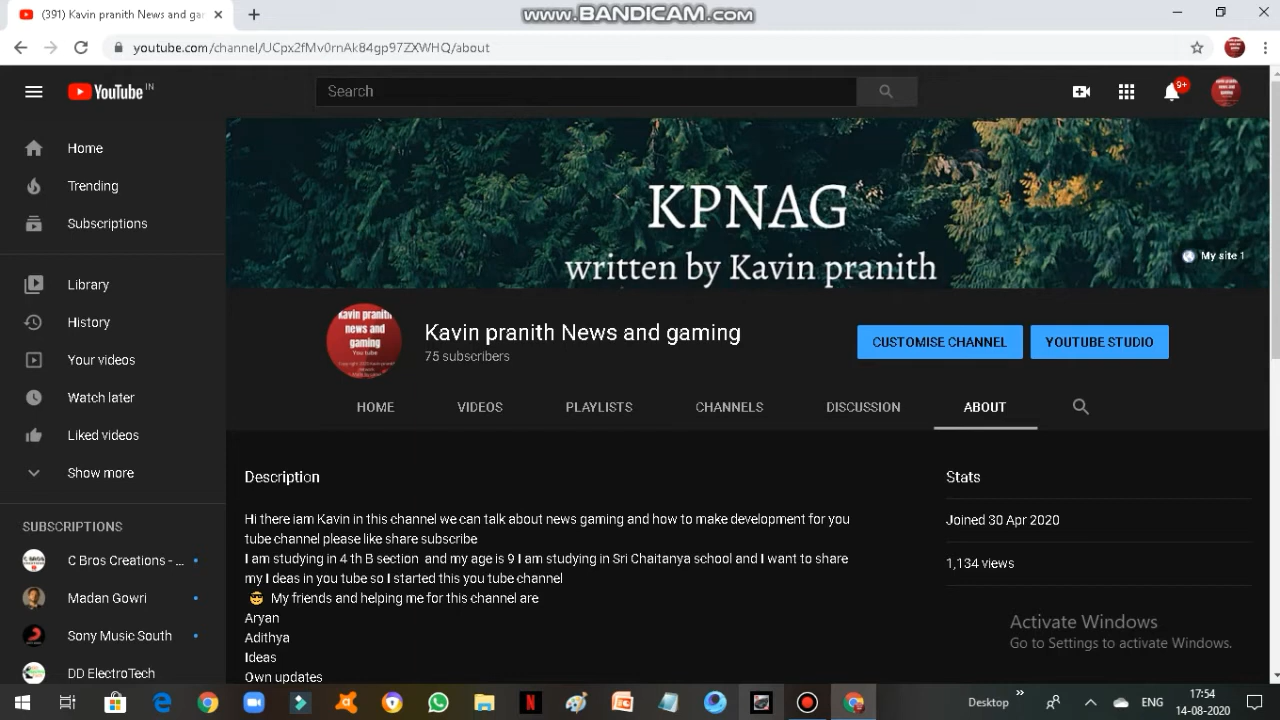 www.BANDICAM.com
(391) Kavin pranith News and gar
youtube.com/channel/UCpx2fMv0rnAk84gp97ZXWHQ/about
YouTube IN
Search
9+
Home
Trending
Subscriptions
Library
History
Your videos
Watch later
Liked videos
Show more
SUBSCRIPTIONS
C Bros Creations - ...
Madan Gowri
Sony Music South
DD ElectroTech
KPNAG
written by Kavin pranith
My site 1
kavin pranith
news and
gaming
You tube
Kavin pranith News and gaming
75 subscribers
CUSTOMISE CHANNEL
YOUTUBE STUDIO
HOME VIDEOS PLAYLISTS CHANNELS DISCUSSION ABOUT
Description
Hi there iam Kavin in this channel we can talk about news gaming and how to make development for you
tube channel please like share subscribe
I am studying in 4 th B section  and my age is 9 I am studying in Sri Chaitanya school and I want to share
my I deas in you tube so I started this you tube channel
😎 My friends and helping me for this channel are
Aryan
Adithya
Ideas
Own updates
Stats
Joined 30 Apr 2020
1,134 views
Activate Windows
Go to Settings to activate Windows.
Desktop
ENG
17:54
14-08-2020